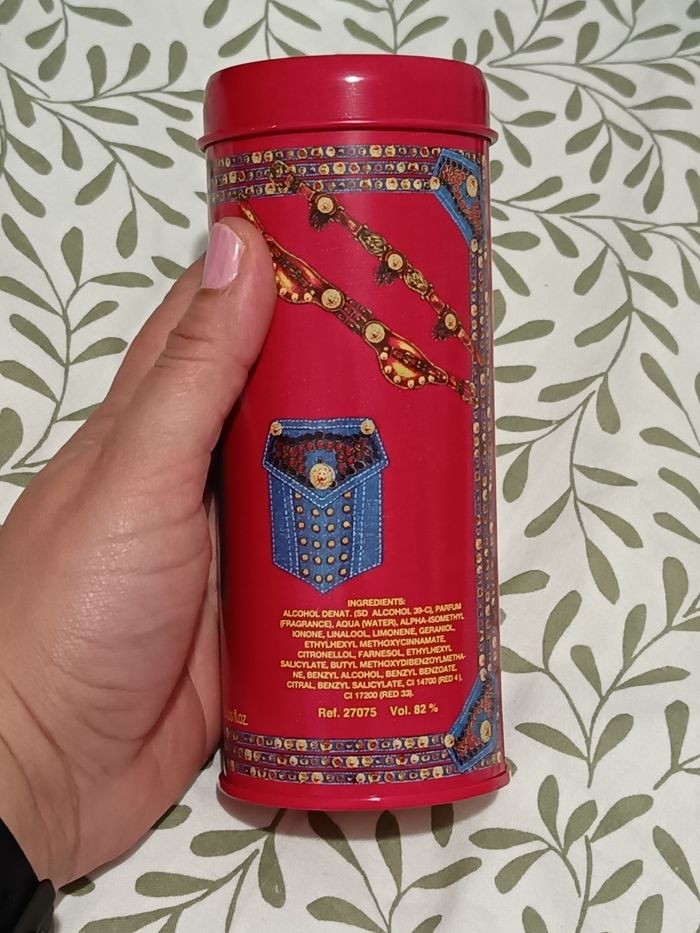 INGREDIENTS:
ALCOHOL DENAT. (SD ALCOHOL 39-C), PARFUM
(FRAGRANCE), AQUA (WATER), ALPHA-ISOMETHYL
IONONE, LINALOOL, LIMONENE, GERANIOL,
ETHYLHEXYL METHOXYCINNAMATE,
CITRONELLOL, FARNESOL, ETHYLHEXYL
SALICYLATE, BUTYL METHOXYDIBENZOYLMETHA-
NE, BENZYL ALCOHOL, BENZYL BENZOATE,
CITRAL, BENZYL SALICYLATE, CI 14700 (RED 4),
CI 17200 (RED 33).
Ref. 27075 Vol. 82 %
fl.oz.